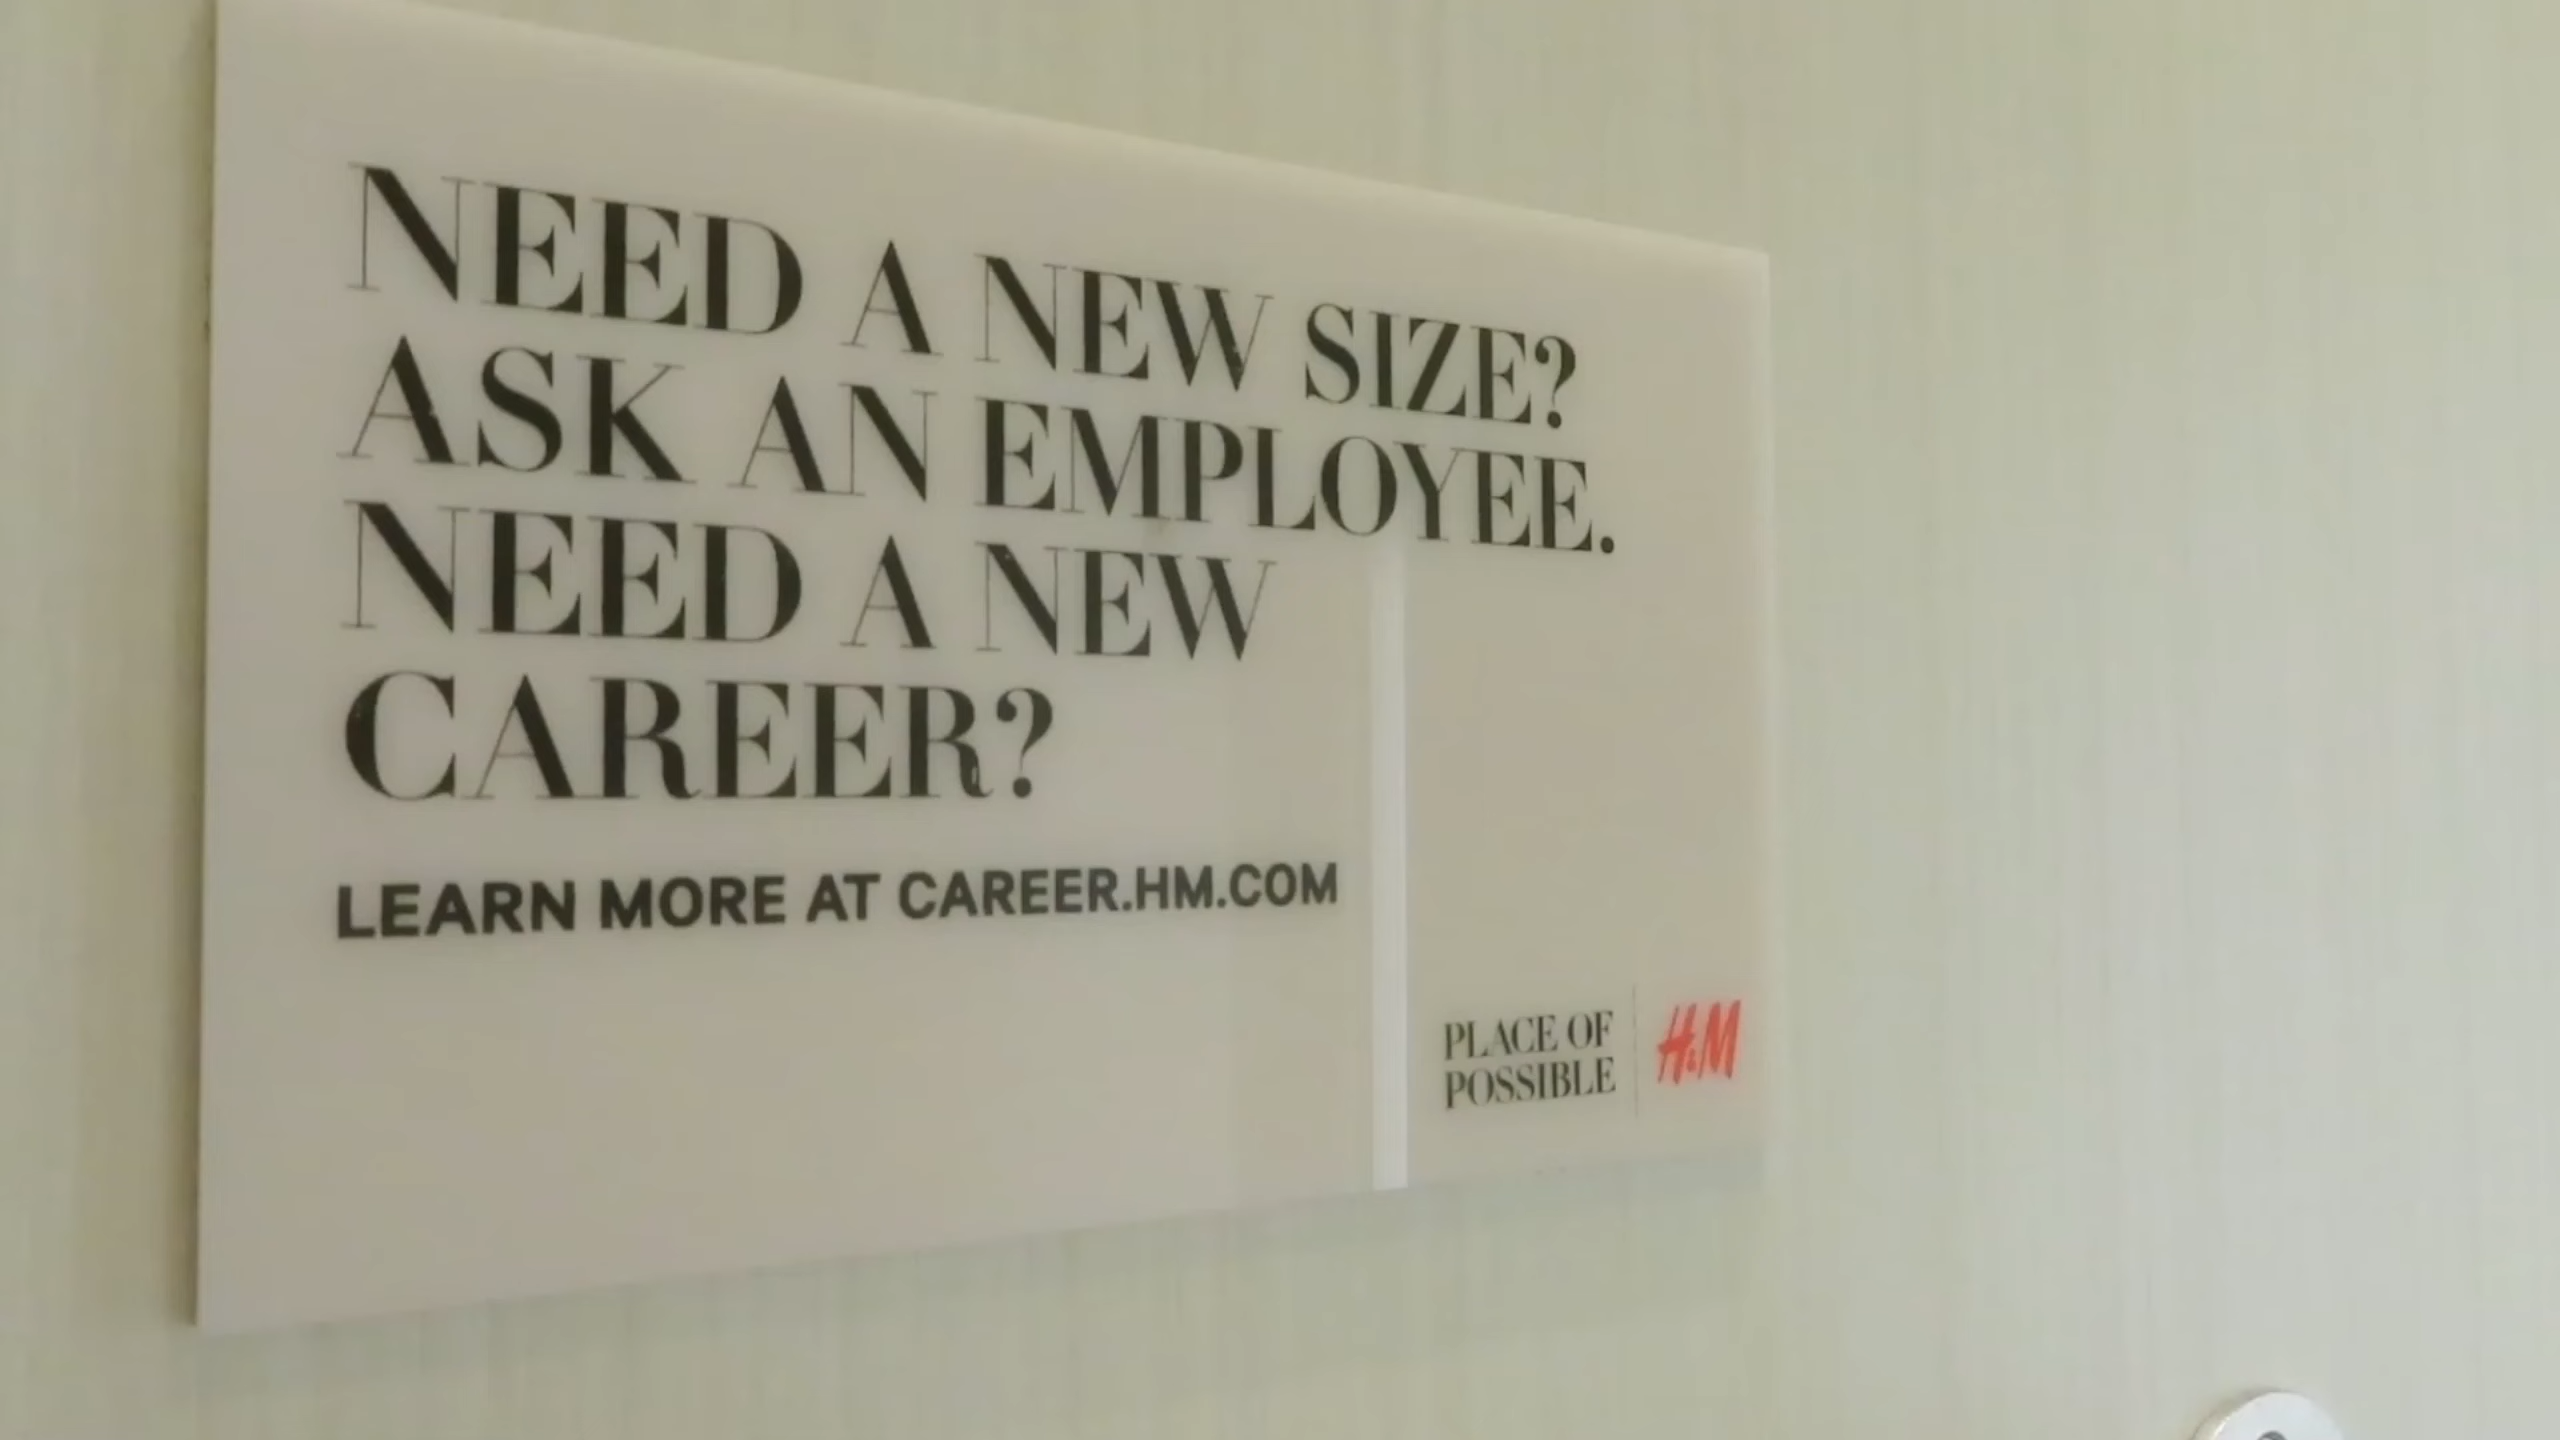 NEED A NEW SIZE?
ASK AN EMPLOYEE.
NEED A NEW
CAREER?
LEARN MORE AT CAREER.HM.COM
PLACE OF
POSSIBLE
H&M